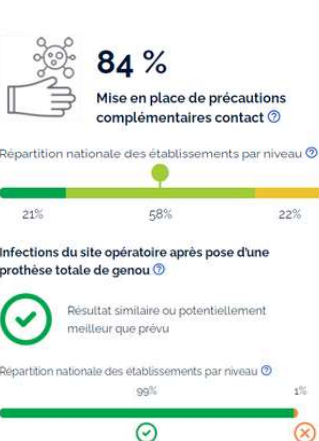 84 %
Mise en place de précautions
complémentaires contact ?
Répartition nationale des établissements par niveau ?
21% 58% 22%
Infections du site opératoire après pose d'une
prothèse totale de genou ?
Résultat similaire ou potentiellement
meilleur que prévu
Répartition nationale des établissements par niveau ?
99% 1%